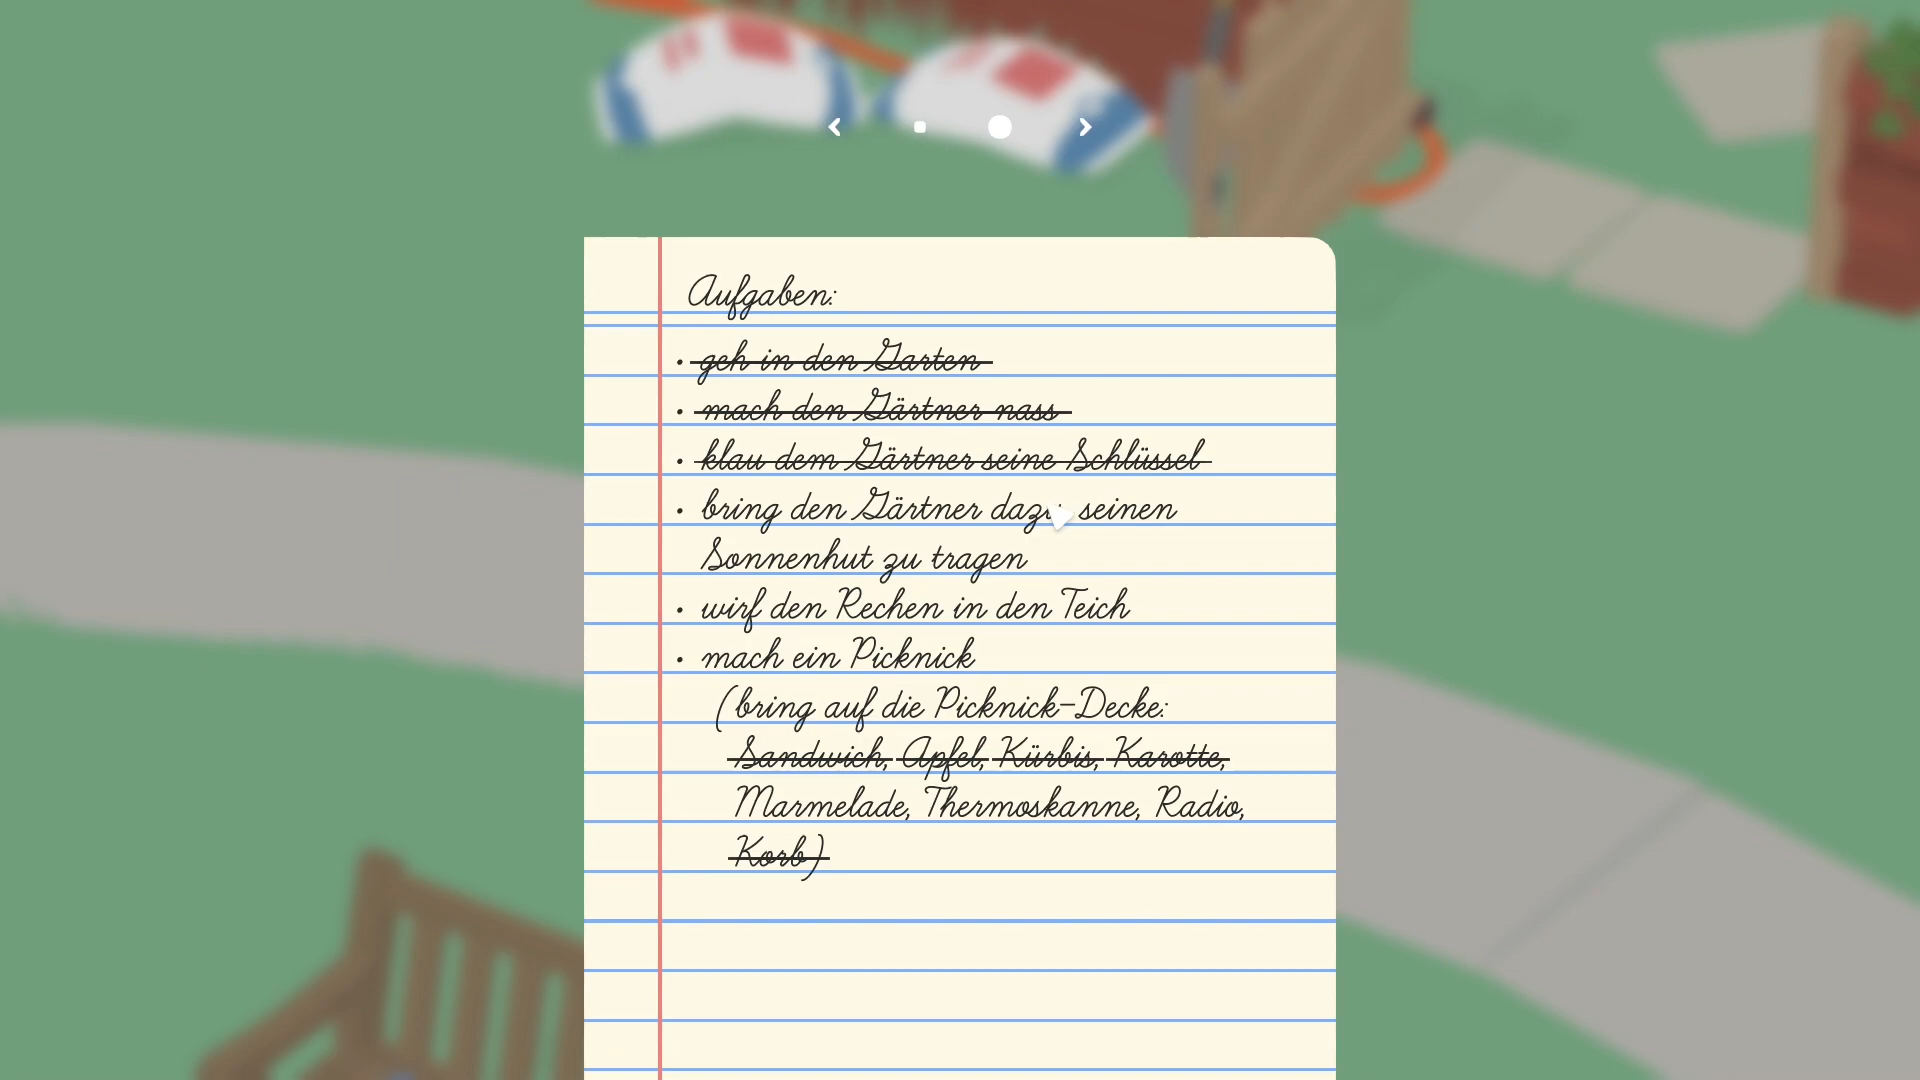 Aufgaben:
• geh in den Garten
• mach den Gärtner nass
• klau dem Gärtner seine Schlüssel
• bring den Gärtner dazu seinen
Sonnenhut zu tragen
• wirf den Rechen in den Teich
• mach ein Picknick
(bring auf die Picknick-Decke:
Sandwich, Apfel, Kürbis, Karotte,
Marmelade, Thermoskanne, Radio,
Korb)